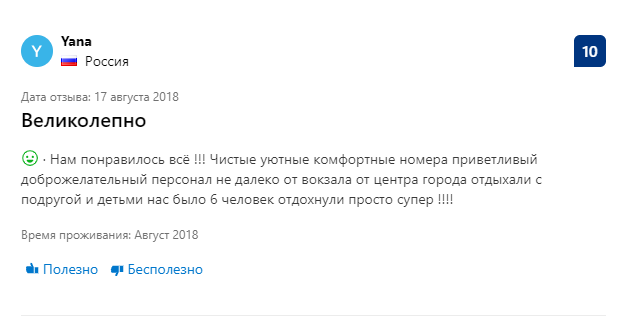 Y
Yana
Россия
10
Дата отзыва: 17 августа 2018
Великолепно
· Нам понравилось всё !!! Чистые уютные комфортные номера приветливый
доброжелательный персонал не далеко от вокзала от центра города отдыхали с
подругой и детьми нас было 6 человек отдохнули просто супер !!!!
Время проживания: Август 2018
Полезно Бесполезно